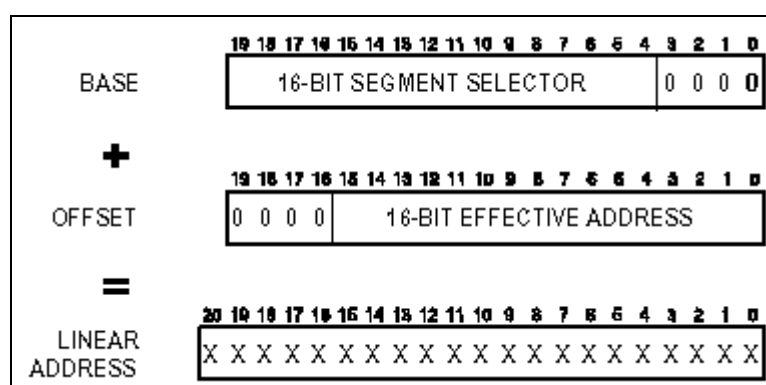 19 18 17 16 15 14 13 12 11 10 9 8 7 6 5 4 3 2 1 0
BASE 16-BIT SEGMENT SELECTOR 0 0 0 0
+
19 18 17 16 15 14 13 12 11 10 9 8 7 6 5 4 3 2 1 0
OFFSET 0 0 0 0 16-BIT EFFECTIVE ADDRESS
=
20 19 18 17 16 15 14 13 12 11 10 9 8 7 6 5 4 3 2 1 0
LINEAR
ADDRESS
X X X X X X X X X X X X X X X X X X X X X